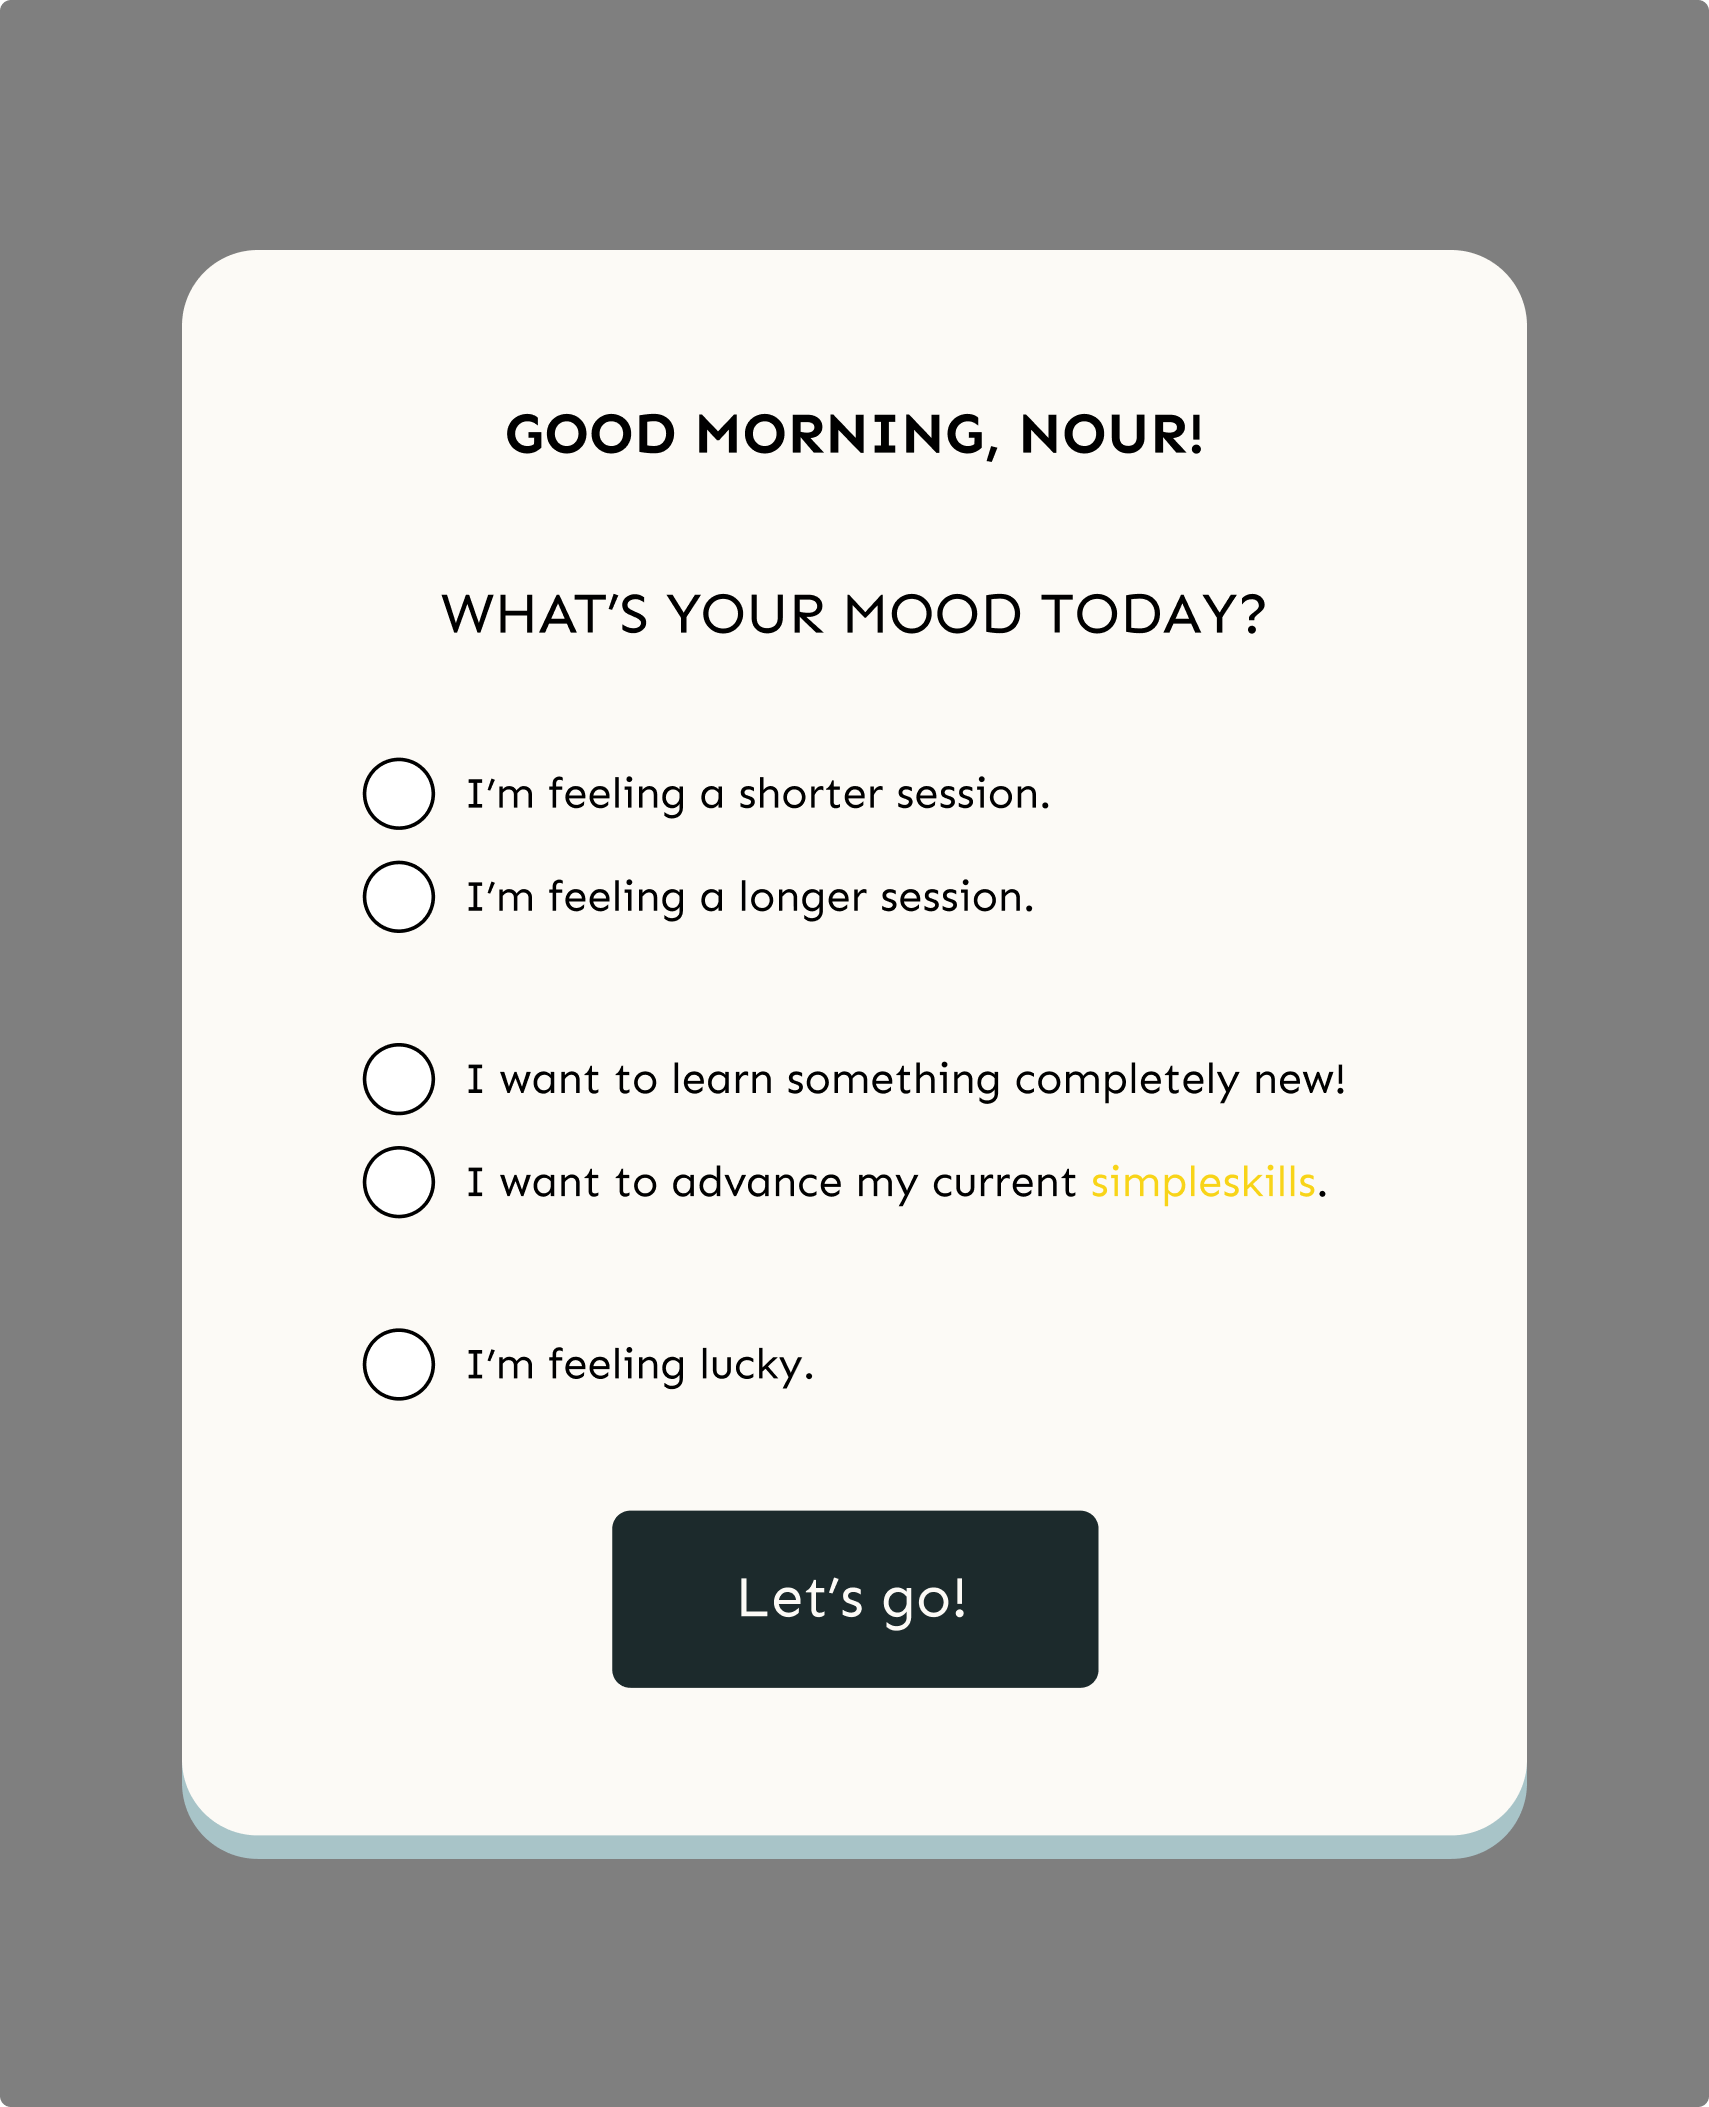 GOOD MORNING, NOUR!
WHAT'S YOUR MOOD TODAY?
I'm feeling a shorter session.
I'm feeling a longer session.
I want to learn something completely new!
I want to advance my current simpleskills.
I'm feeling lucky.
Let's go!